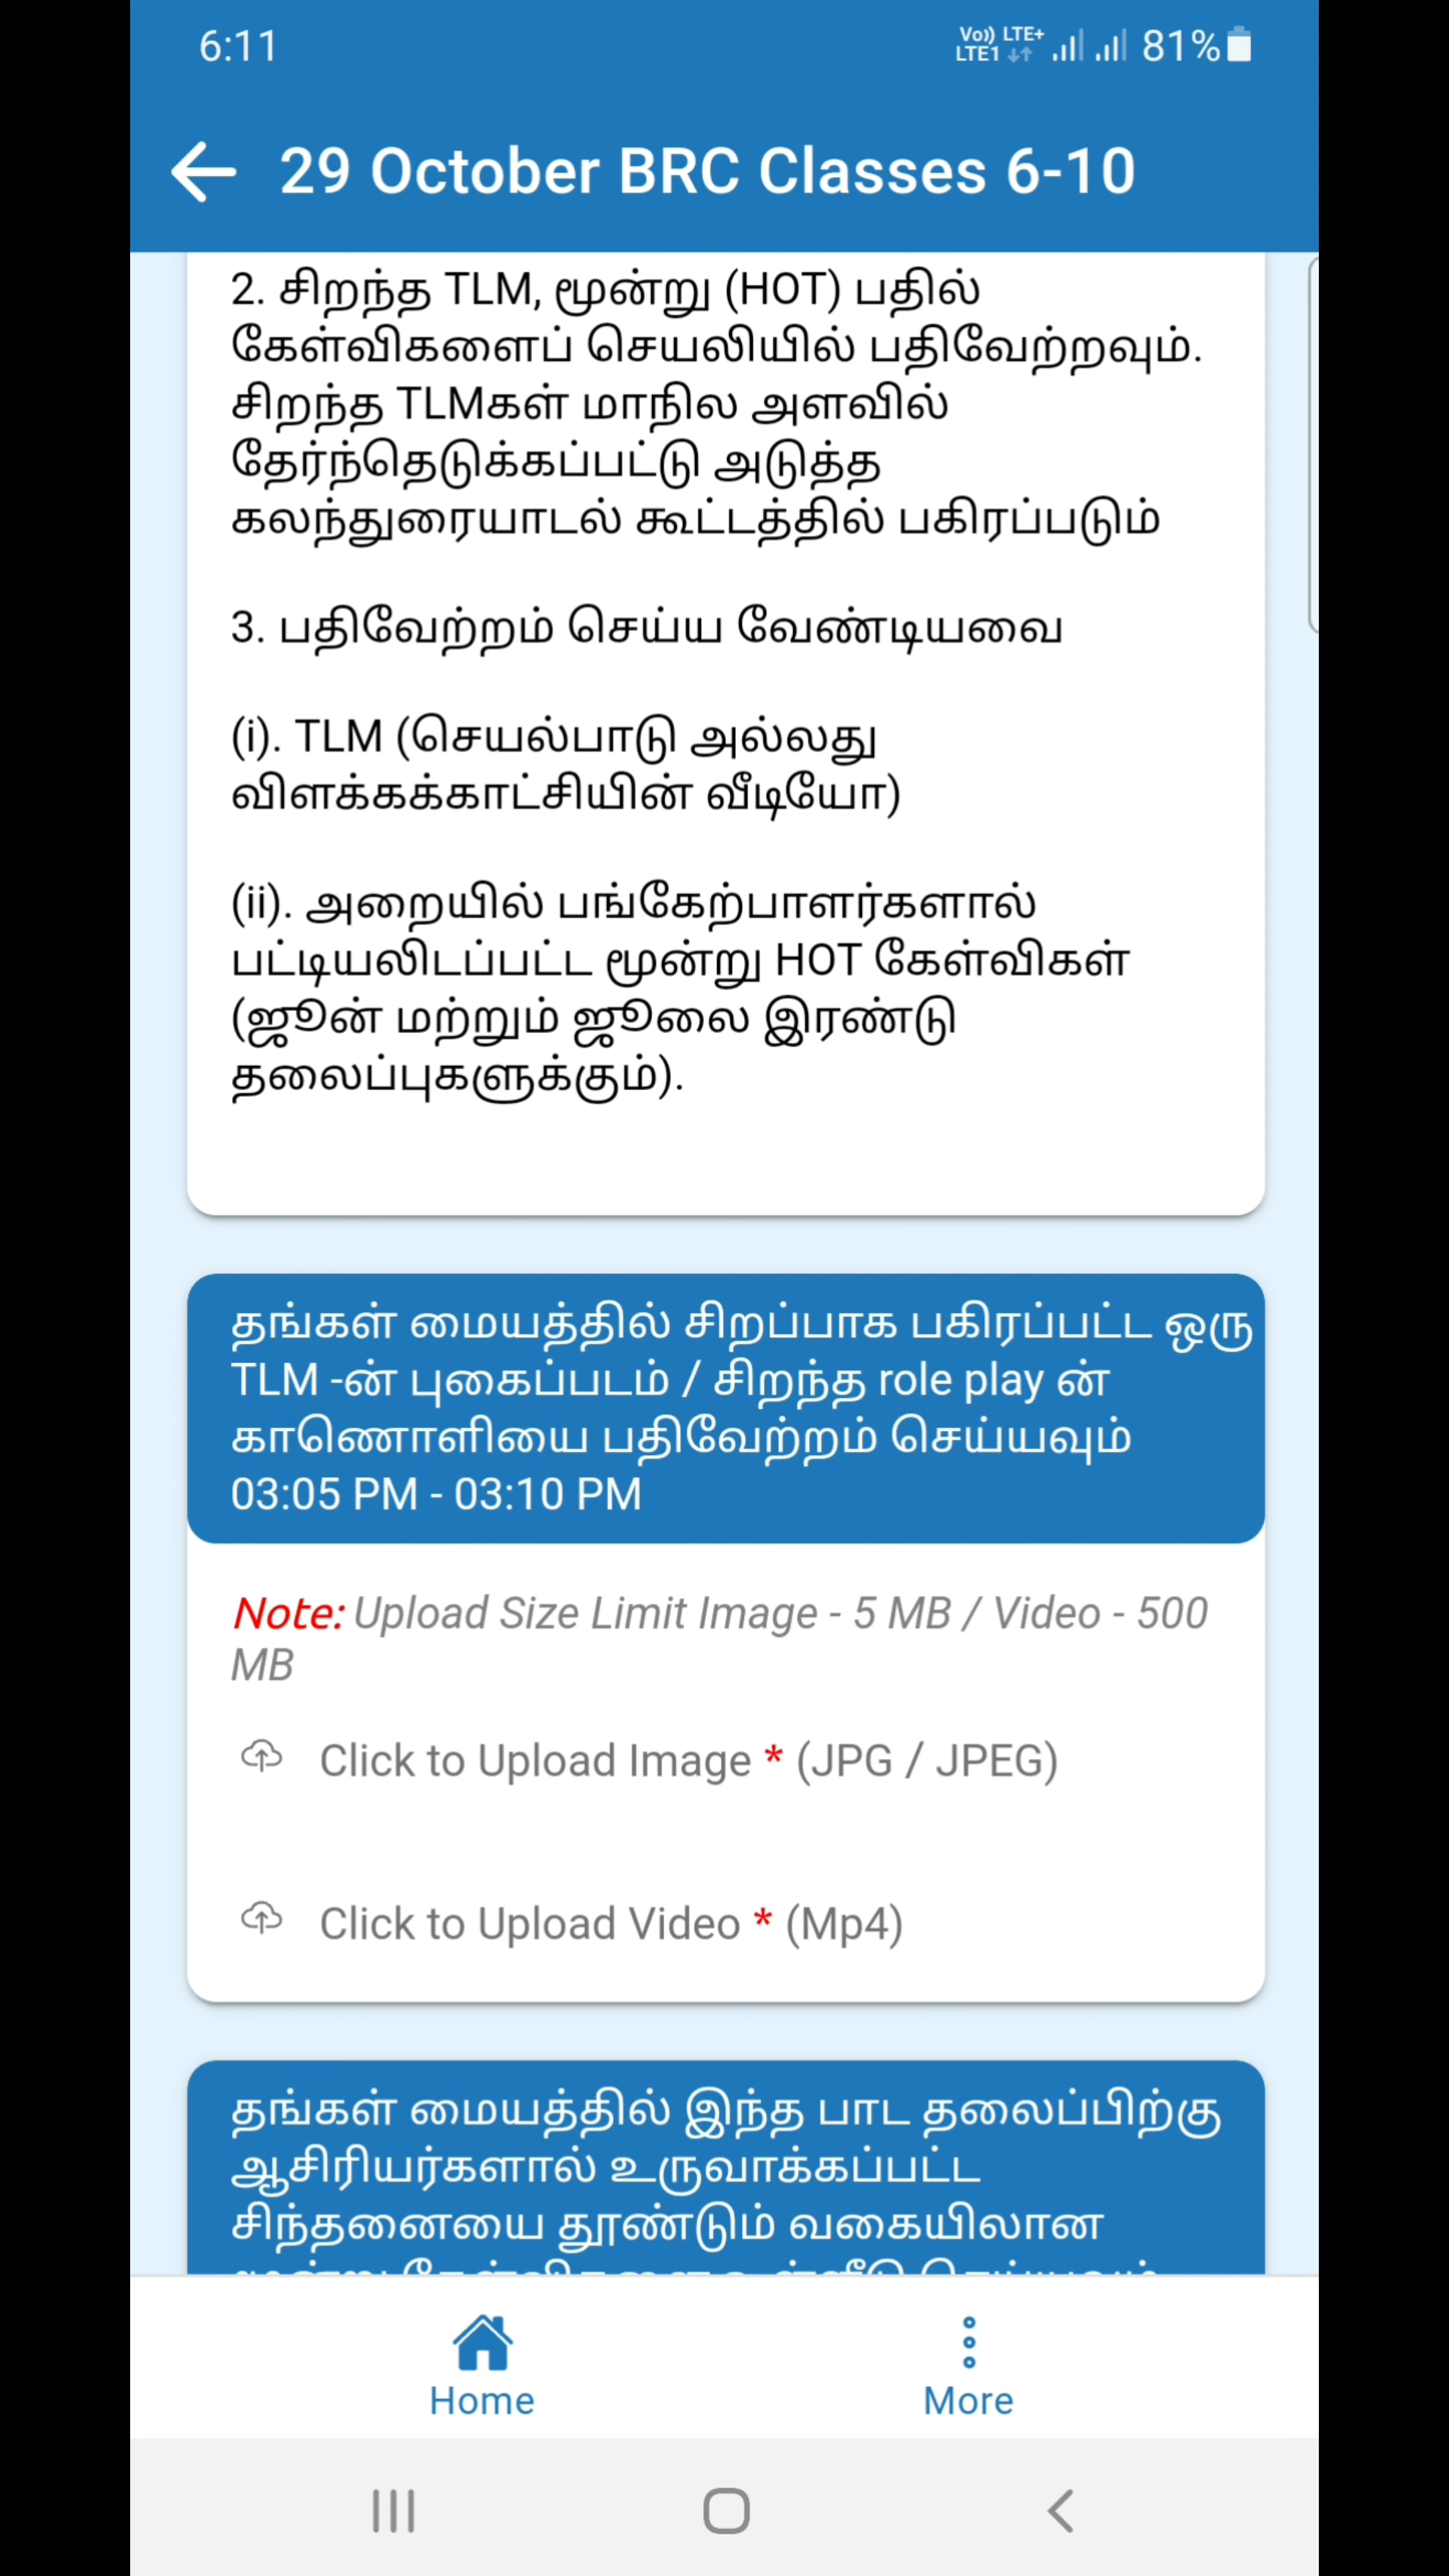 6:11
Vo)) LTE+
LTE1
81%
29 October BRC Classes 6-10
2. சிறந்த TLM, மூன்று (HOT) பதில்
கேள்விகளைப் செயலியில் பதிவேற்றவும்.
சிறந்த TLMகள் மாநில அளவில்
தேர்ந்தெடுக்கப்பட்டு அடுத்த
கலந்துரையாடல் கூட்டத்தில் பகிரப்படும்
3. பதிவேற்றம் செய்ய வேண்டியவை
(i). TLM (செயல்பாடு அல்லது
விளக்கக்காட்சியின் வீடியோ)
(ii). அறையில் பங்கேற்பாளர்களால்
பட்டியலிடப்பட்ட மூன்று HOT கேள்விகள்
(ஜூன் மற்றும் ஜூலை இரண்டு
தலைப்புகளுக்கும்).
தங்கள் மையத்தில் சிறப்பாக பகிரப்பட்ட ஒரு
TLM -ன் புகைப்படம் / சிறந்த role play ன்
காணொளியை பதிவேற்றம் செய்யவும்
03:05 PM - 03:10 PM
Note: Upload Size Limit Image - 5 MB / Video - 500
MB
Click to Upload Image * (JPG / JPEG)
Click to Upload Video * (Mp4)
தங்கள் மையத்தில் இந்த பாட தலைப்பிற்கு
ஆசிரியர்களால் உருவாக்கப்பட்ட
சிந்தனையை தூண்டும் வகையிலான
Home
More